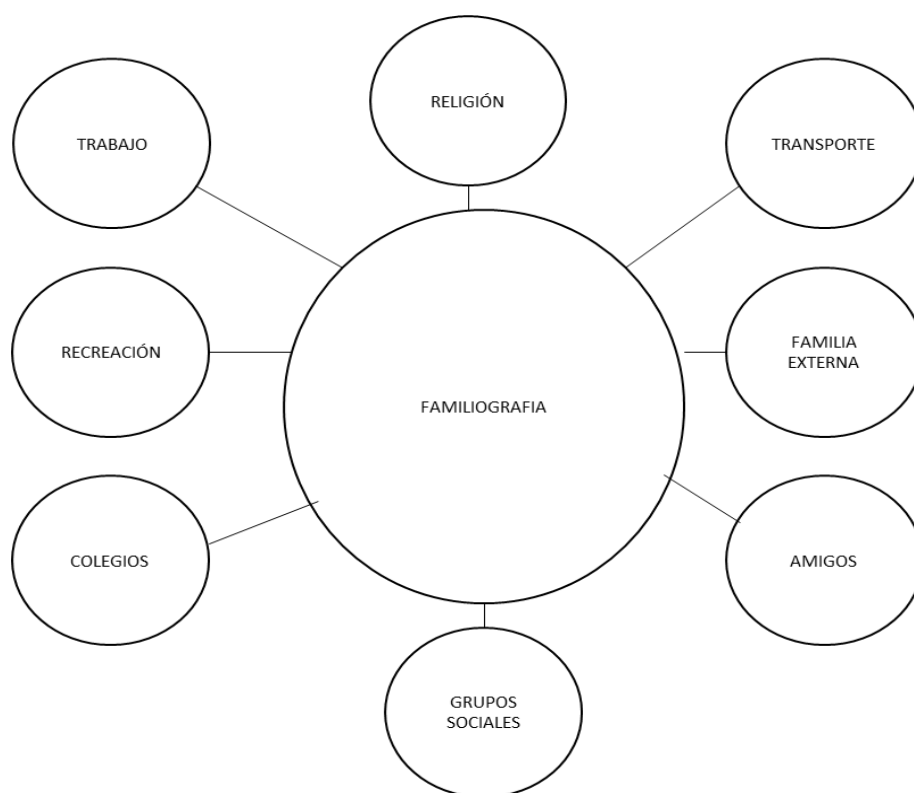 RELIGIÓN
TRABAJO
TRANSPORTE
RECREACIÓN
FAMILIA
EXTERNA
FAMILIOGRAFIA
COLEGIOS
AMIGOS
GRUPOS
SOCIALES